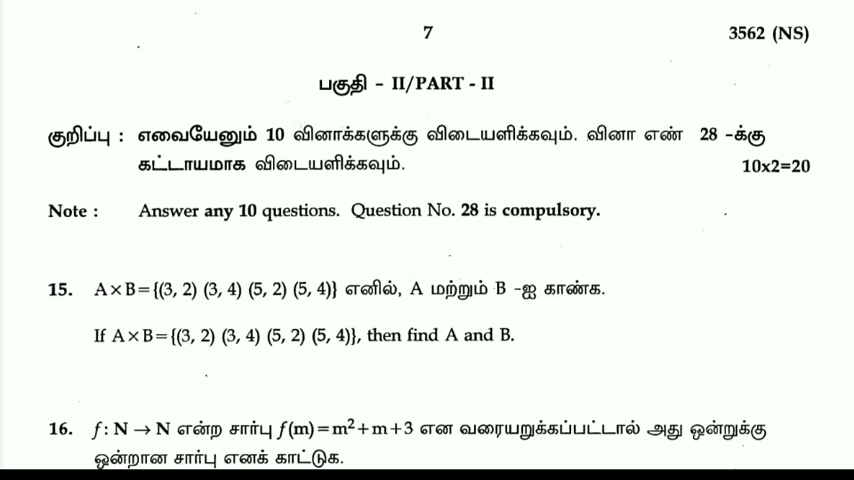 7
3562 (NS)
பகுதி - II/PART - II
குறிப்பு : எவையேனும் 10 வினாக்களுக்கு விடையளிக்கவும். வினா எண் 28 -க்கு
கட்டாயமாக விடையளிக்கவும். 10x2=20
Note : Answer any 10 questions. Question No. 28 is compulsory.
15. A×B={(3, 2) (3, 4) (5, 2) (5, 4)} எனில், A மற்றும் B -ஐ காண்க.
If A×B={(3, 2) (3, 4) (5, 2) (5, 4)}, then find A and B.
16. f : N → N என்ற சார்பு f(m)=m²+m+3 என வரையறுக்கப்பட்டால் அது ஒன்றுக்கு
ஒன்றான சார்பு எனக் காட்டுக.